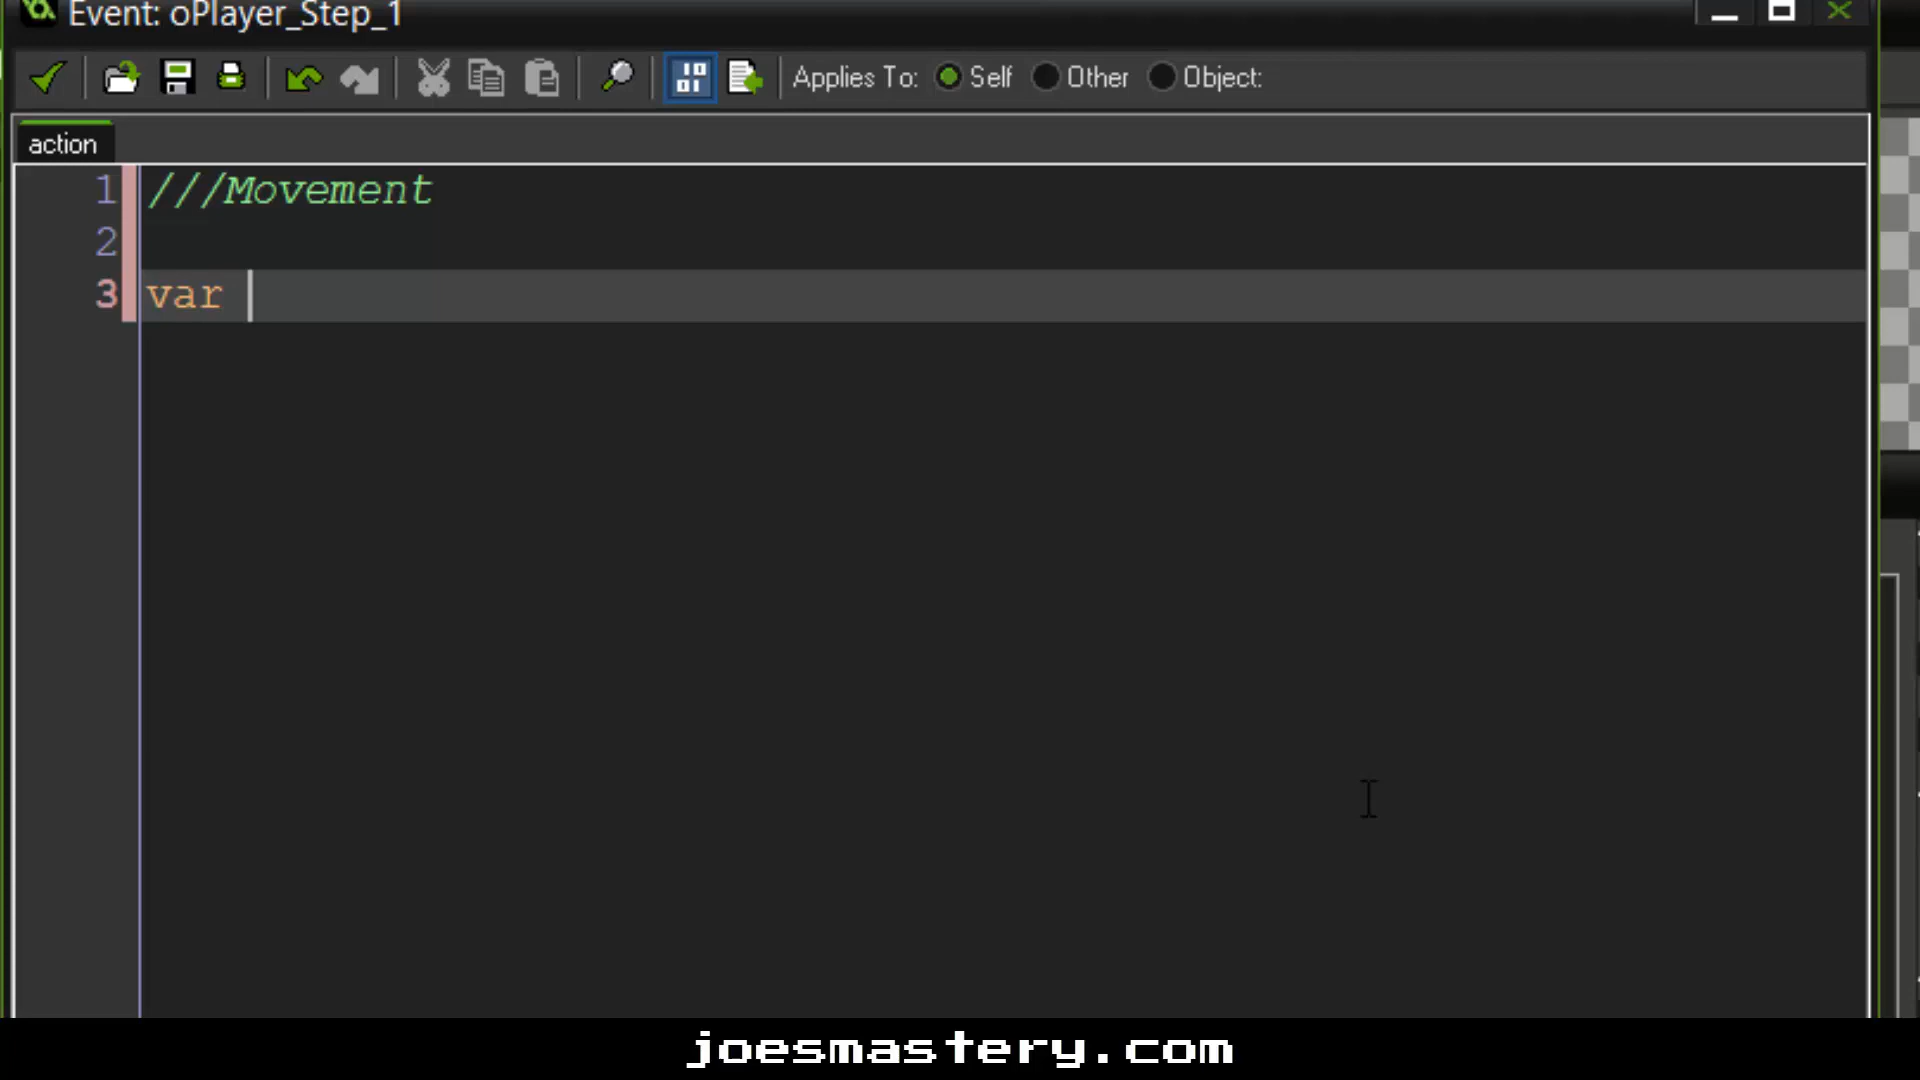 Event: oPlayer_Step_1
Applies To: Self Other Object:
action
1 ///Movement
2
3 var
joesmastery.com